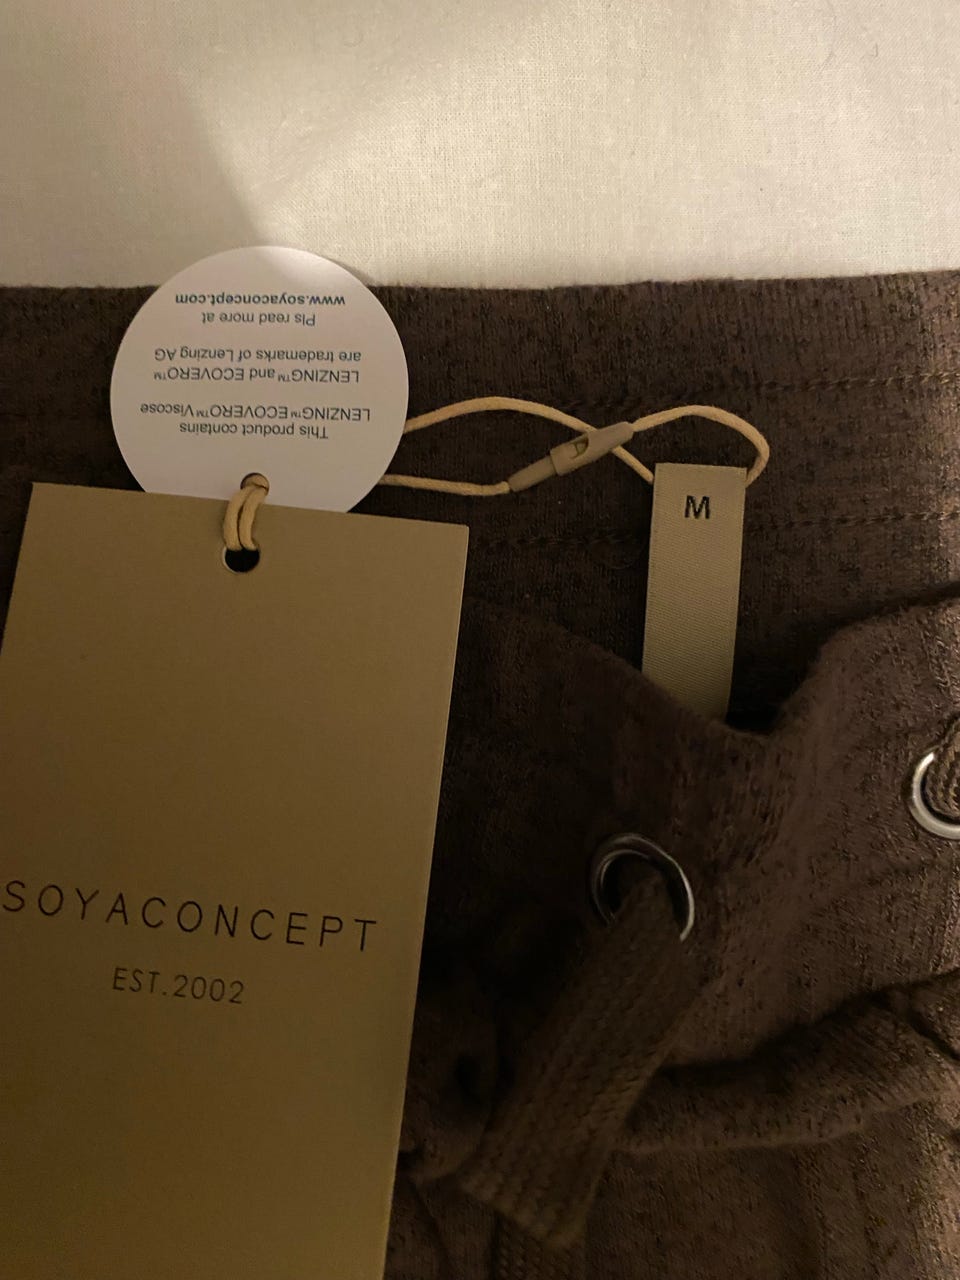 This product contains
LENZING™ ECOVERO™ Viscose
LENZING™ and ECOVERO™
are trademarks of Lenzing AG
Pls read more at
www.soyaconcept.com
M
SOYACONCEPT
EST.2002